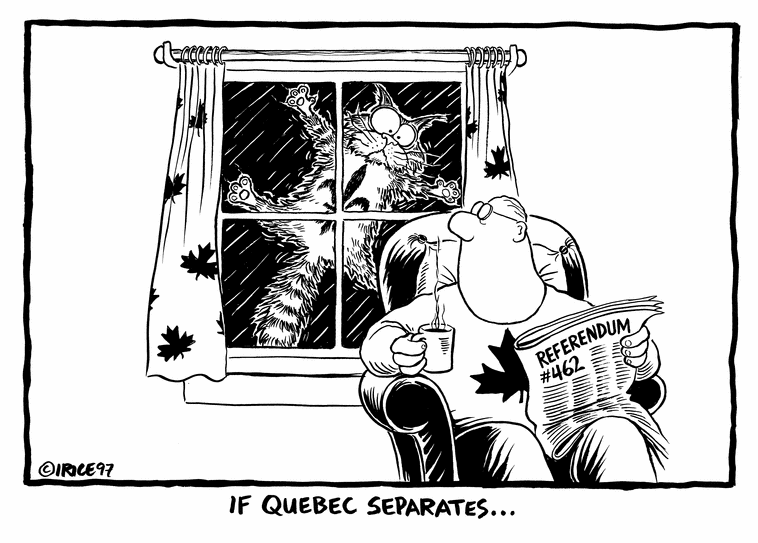 REFERENDUM
#462
©IRICE97
IF QUEBEC SEPARATES...